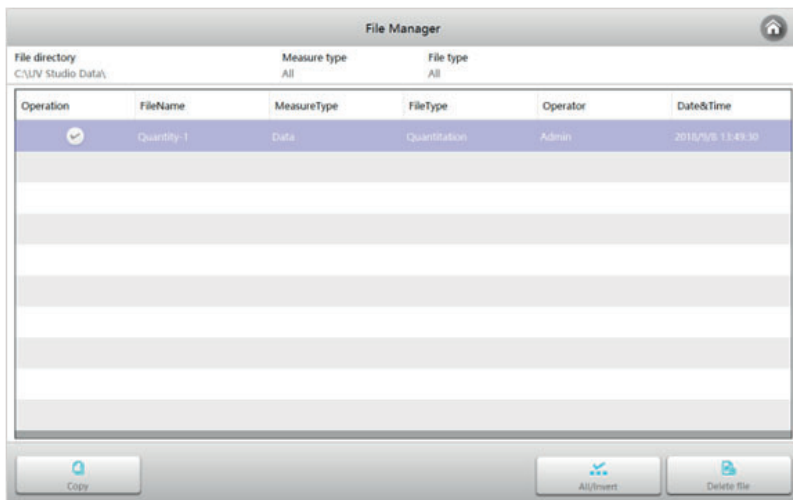 File Manager
File directory Measure type File type
C:\UV Studio Data\ All All
Operation FileName MeasureType FileType Operator Date&Time
Quantity-1 Data Quantitation Admin 2018/9/8 13:49:30
Copy All/Invert Delete file